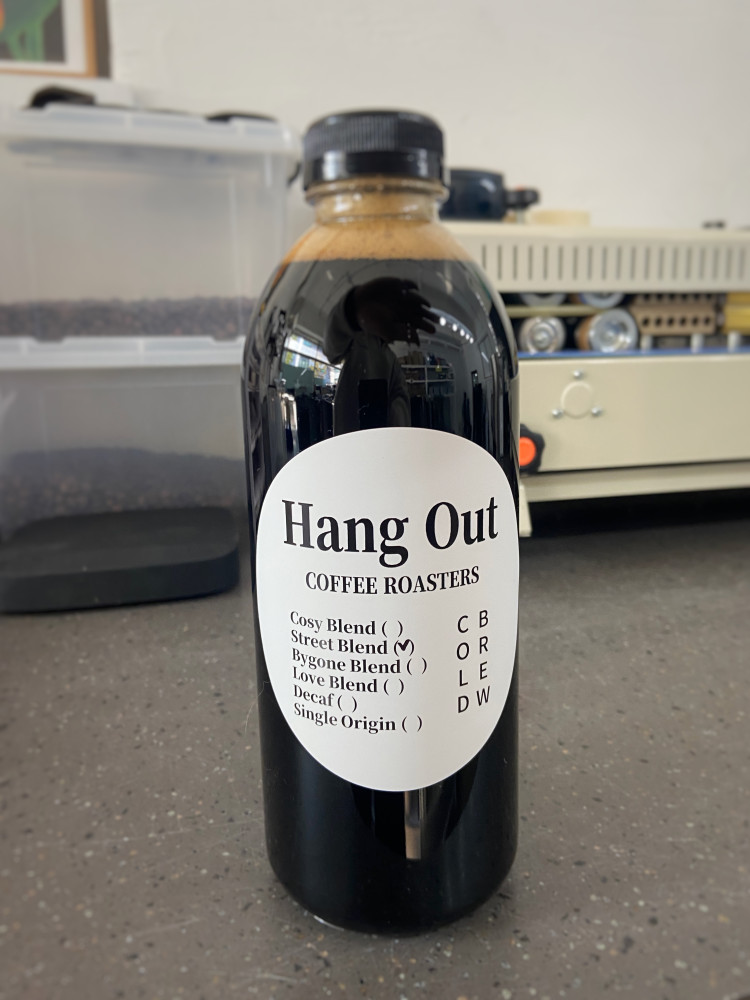 Hang Out
COFFEE ROASTERS
Cosy Blend ( )
Street Blend (✓)
Bygone Blend ( )
Love Blend ( )
Decaf ( )
Single Origin ( )
C B
O R
L E
D W